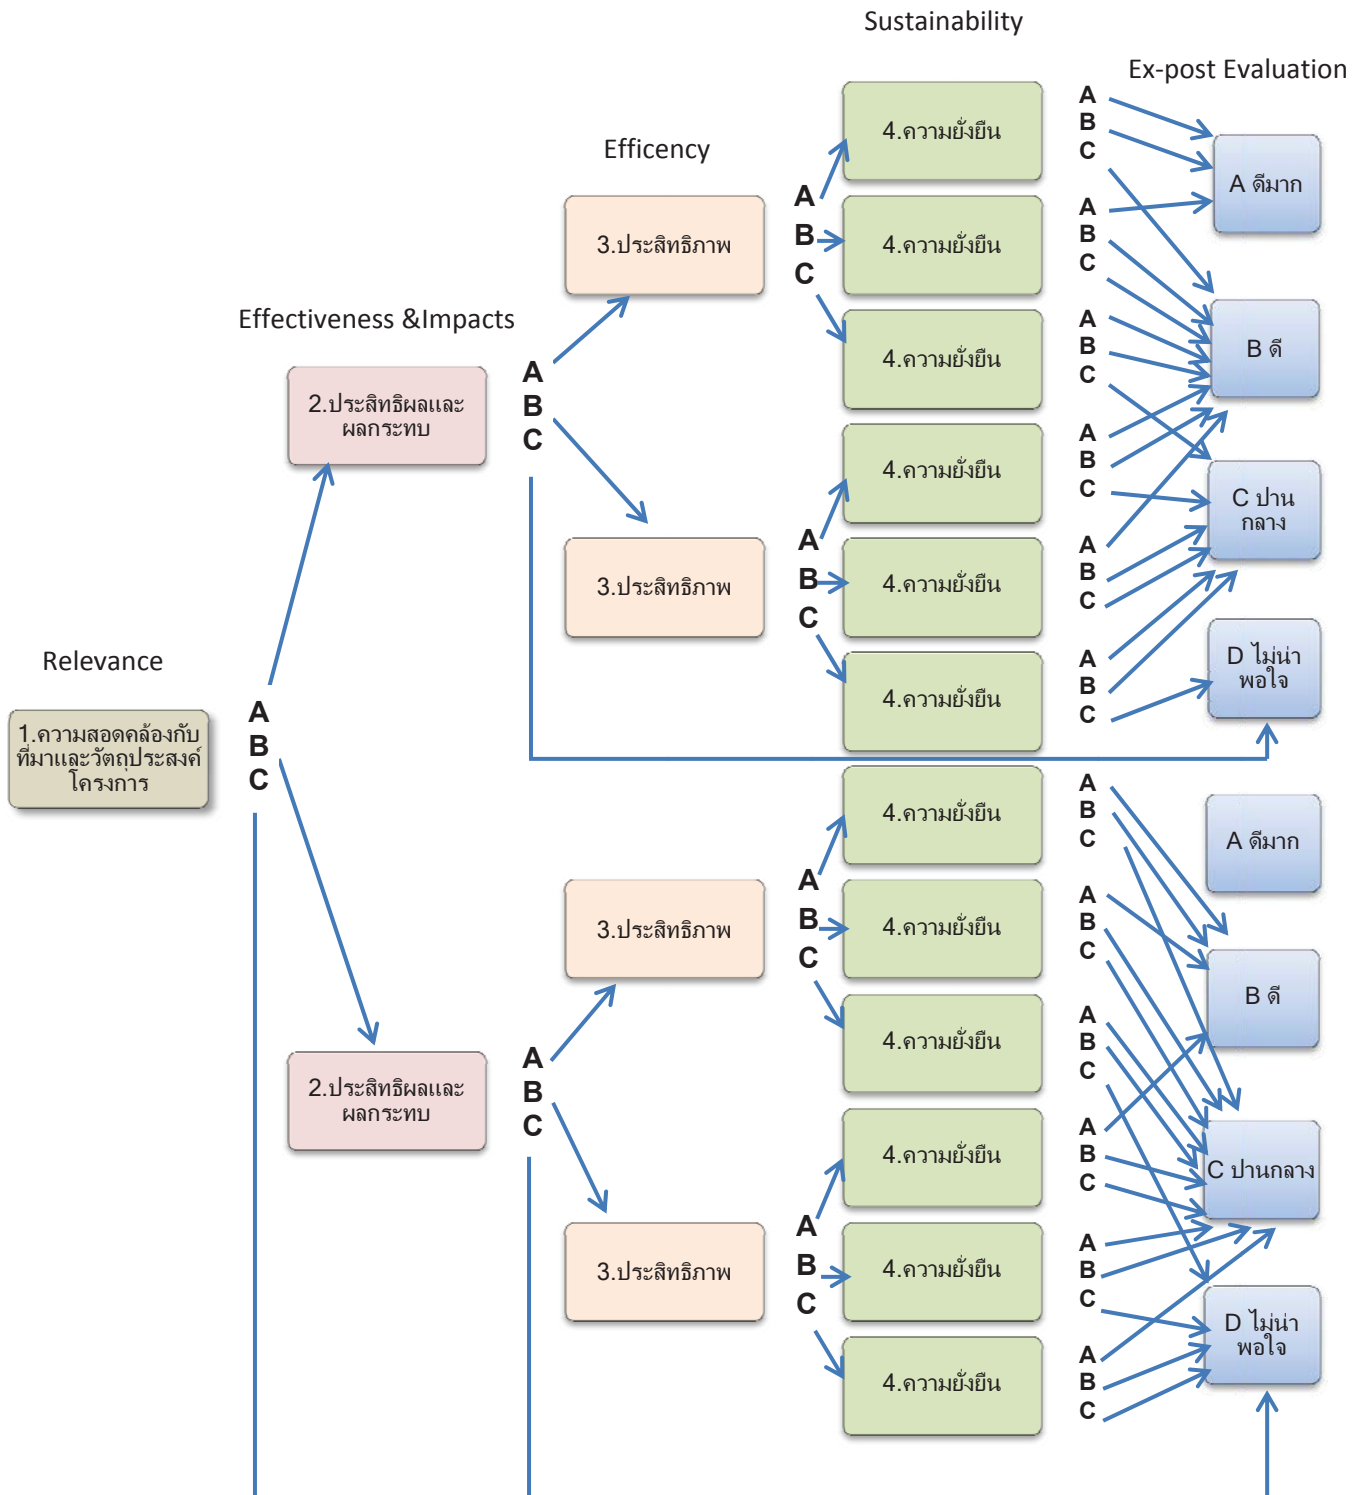 Sustainability
Ex-post Evaluation
Efficency
Effectiveness &Impacts
Relevance
1.ความสอดคล้องกับ
ที่มาและวัตถุประสงค์
โครงการ
A
B
C
2.ประสิทธิผลและ
ผลกระทบ
A
B
C
3.ประสิทธิภาพ
A
B
C
4.ความยั่งยืน
A
B
C
4.ความยั่งยืน
A
B
C
4.ความยั่งยืน
A
B
C
3.ประสิทธิภาพ
A
B
C
4.ความยั่งยืน
A
B
C
4.ความยั่งยืน
A
B
C
4.ความยั่งยืน
A
B
C
A ดีมาก
B ดี
C ปาน
กลาง
D ไม่น่า
พอใจ
2.ประสิทธิผลและ
ผลกระทบ
A
B
C
3.ประสิทธิภาพ
A
B
C
4.ความยั่งยืน
A
B
C
4.ความยั่งยืน
A
B
C
4.ความยั่งยืน
A
B
C
3.ประสิทธิภาพ
A
B
C
4.ความยั่งยืน
A
B
C
4.ความยั่งยืน
A
B
C
4.ความยั่งยืน
A
B
C
A ดีมาก
B ดี
C ปานกลาง
D ไม่น่า
พอใจ